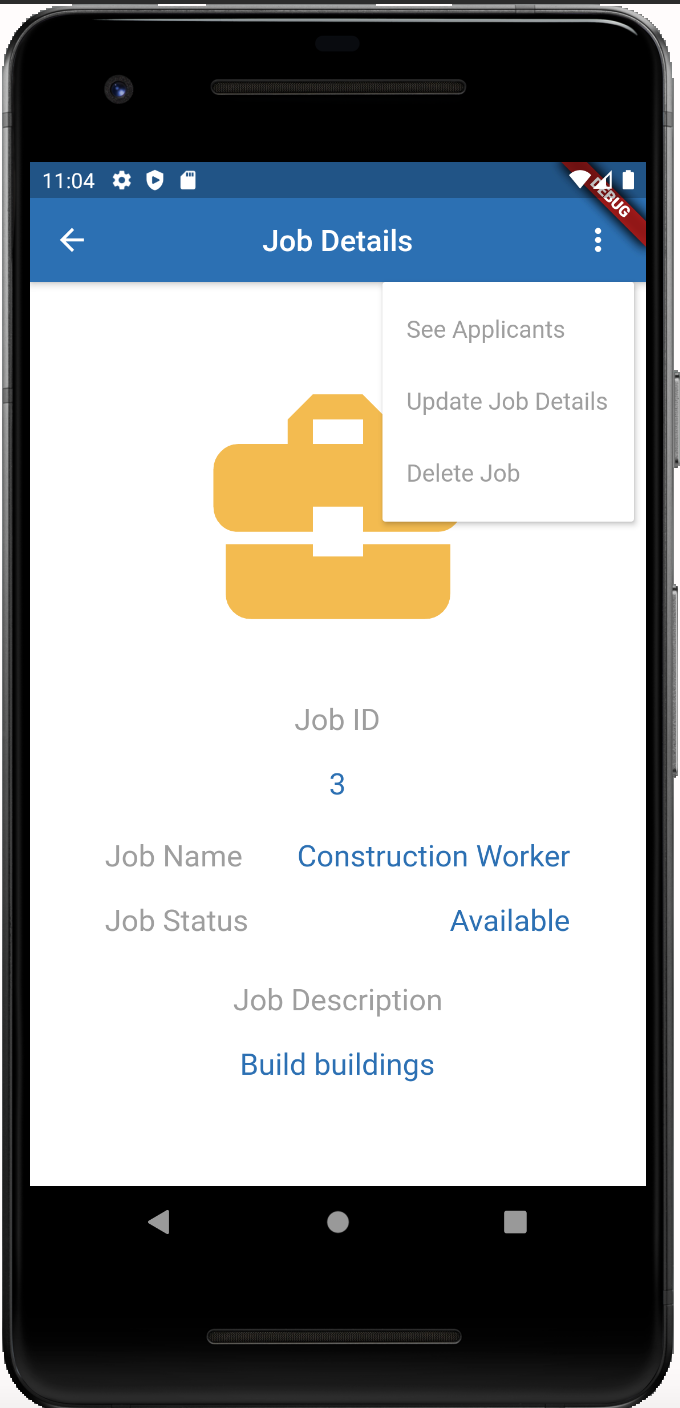 11:04
DEBUG
Job Details
See Applicants
Update Job Details
Delete Job
Job ID
3
Job Name Construction Worker
Job Status Available
Job Description
Build buildings